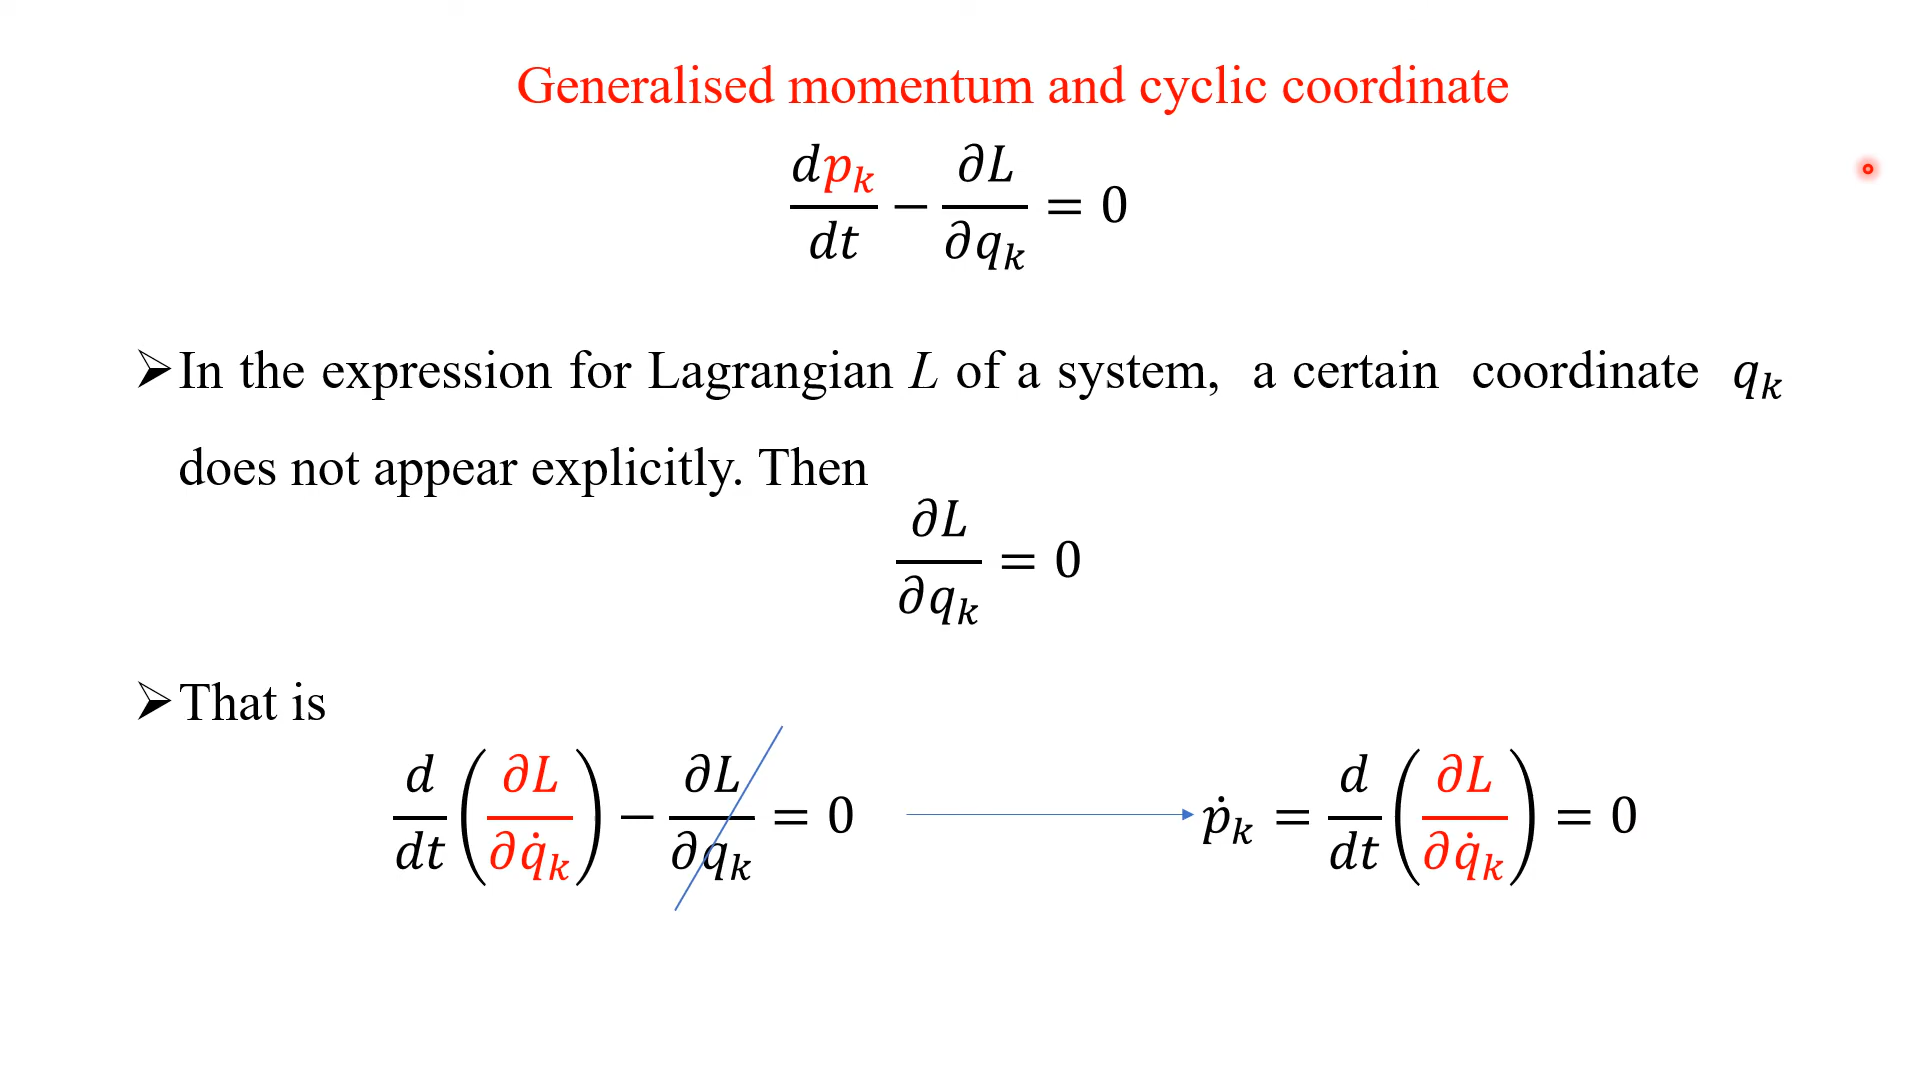 Generalised momentum and cyclic coordinate
dp_k/dt − ∂L/∂q_k = 0
➢In the expression for Lagrangian L of a system, a certain coordinate q_k
does not appear explicitly. Then
∂L/∂q_k = 0
➢That is
d/dt (∂L/∂q̇_k) − ∂L/∂q_k = 0 → ṗ_k = d/dt (∂L/∂q̇_k) = 0